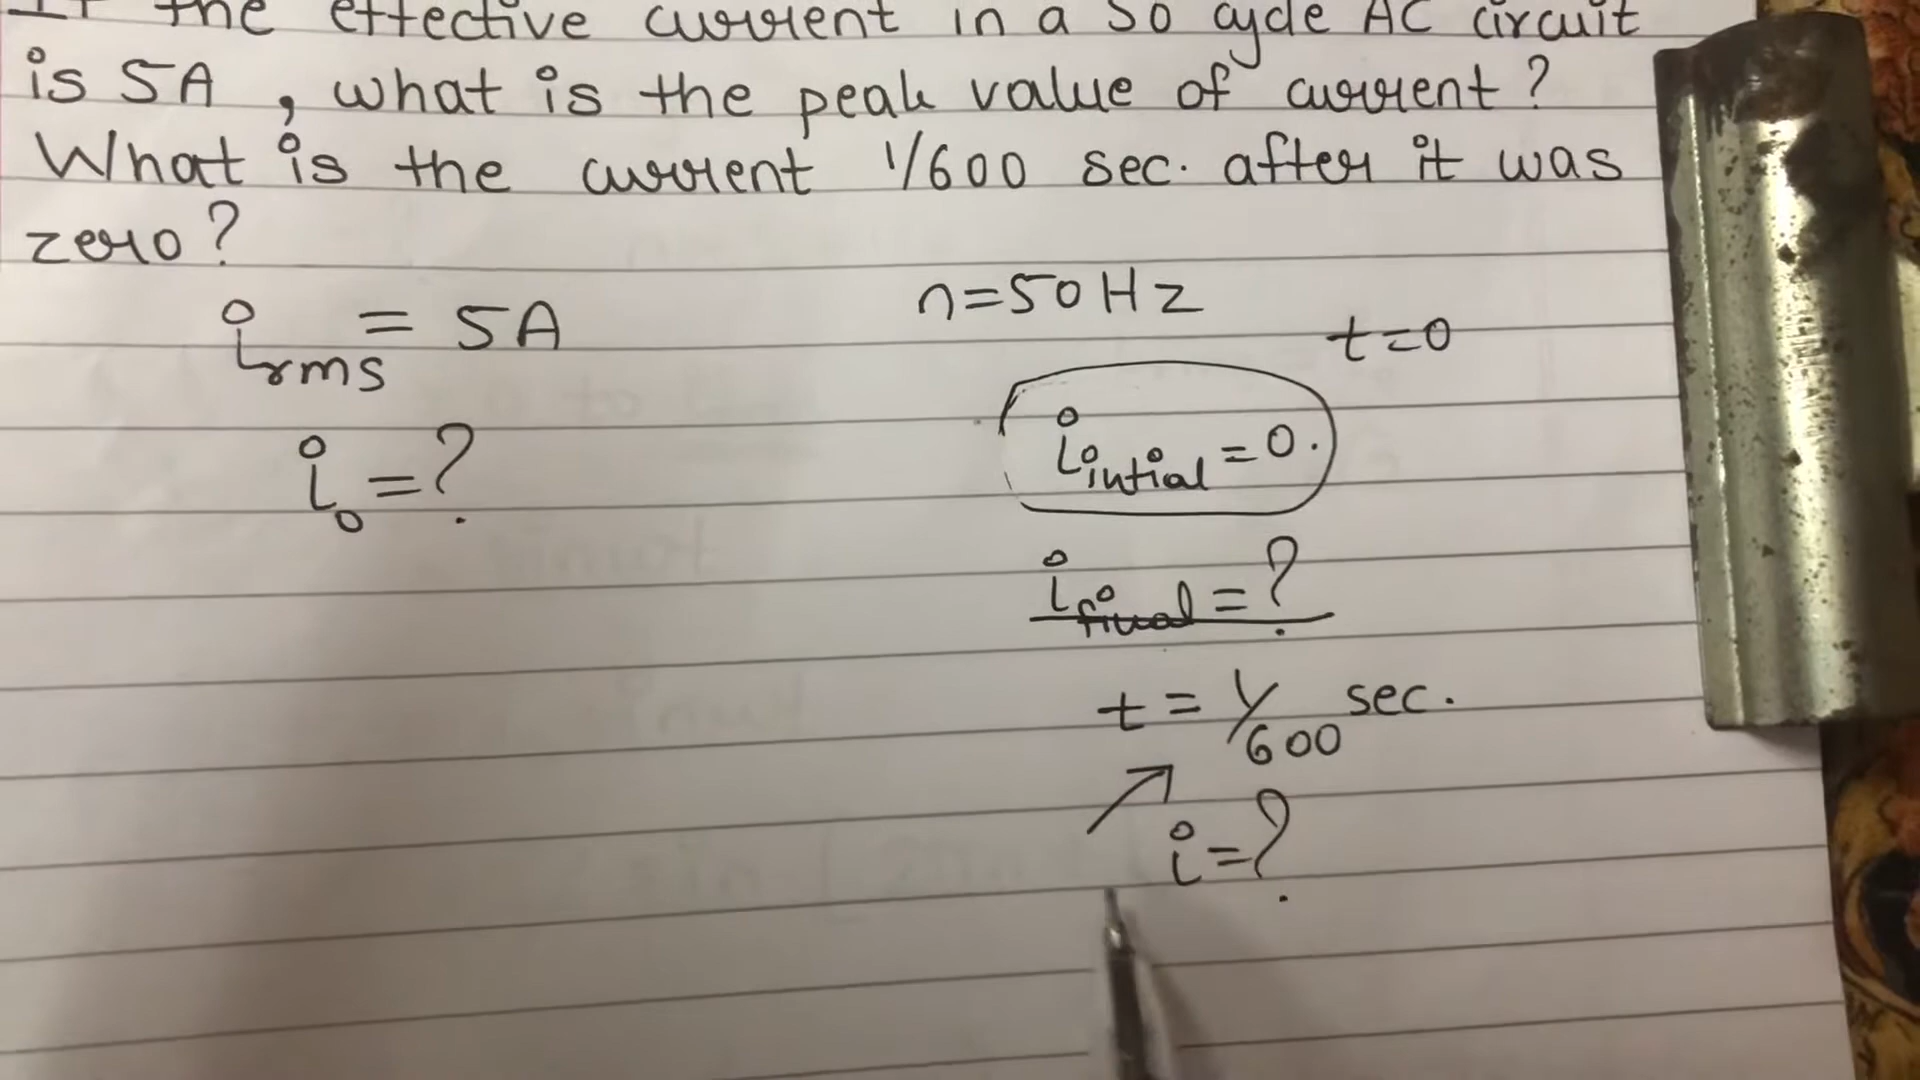 If the effective current in a 50 cycle AC circuit
is 5A, what is the peak value of current?
What is the current 1/600 sec. after it was
zero?
i rms = 5A
n=50Hz
t=0
i₀=?
i intial = 0.
i final = ?
t = 1/600 sec.
i=?